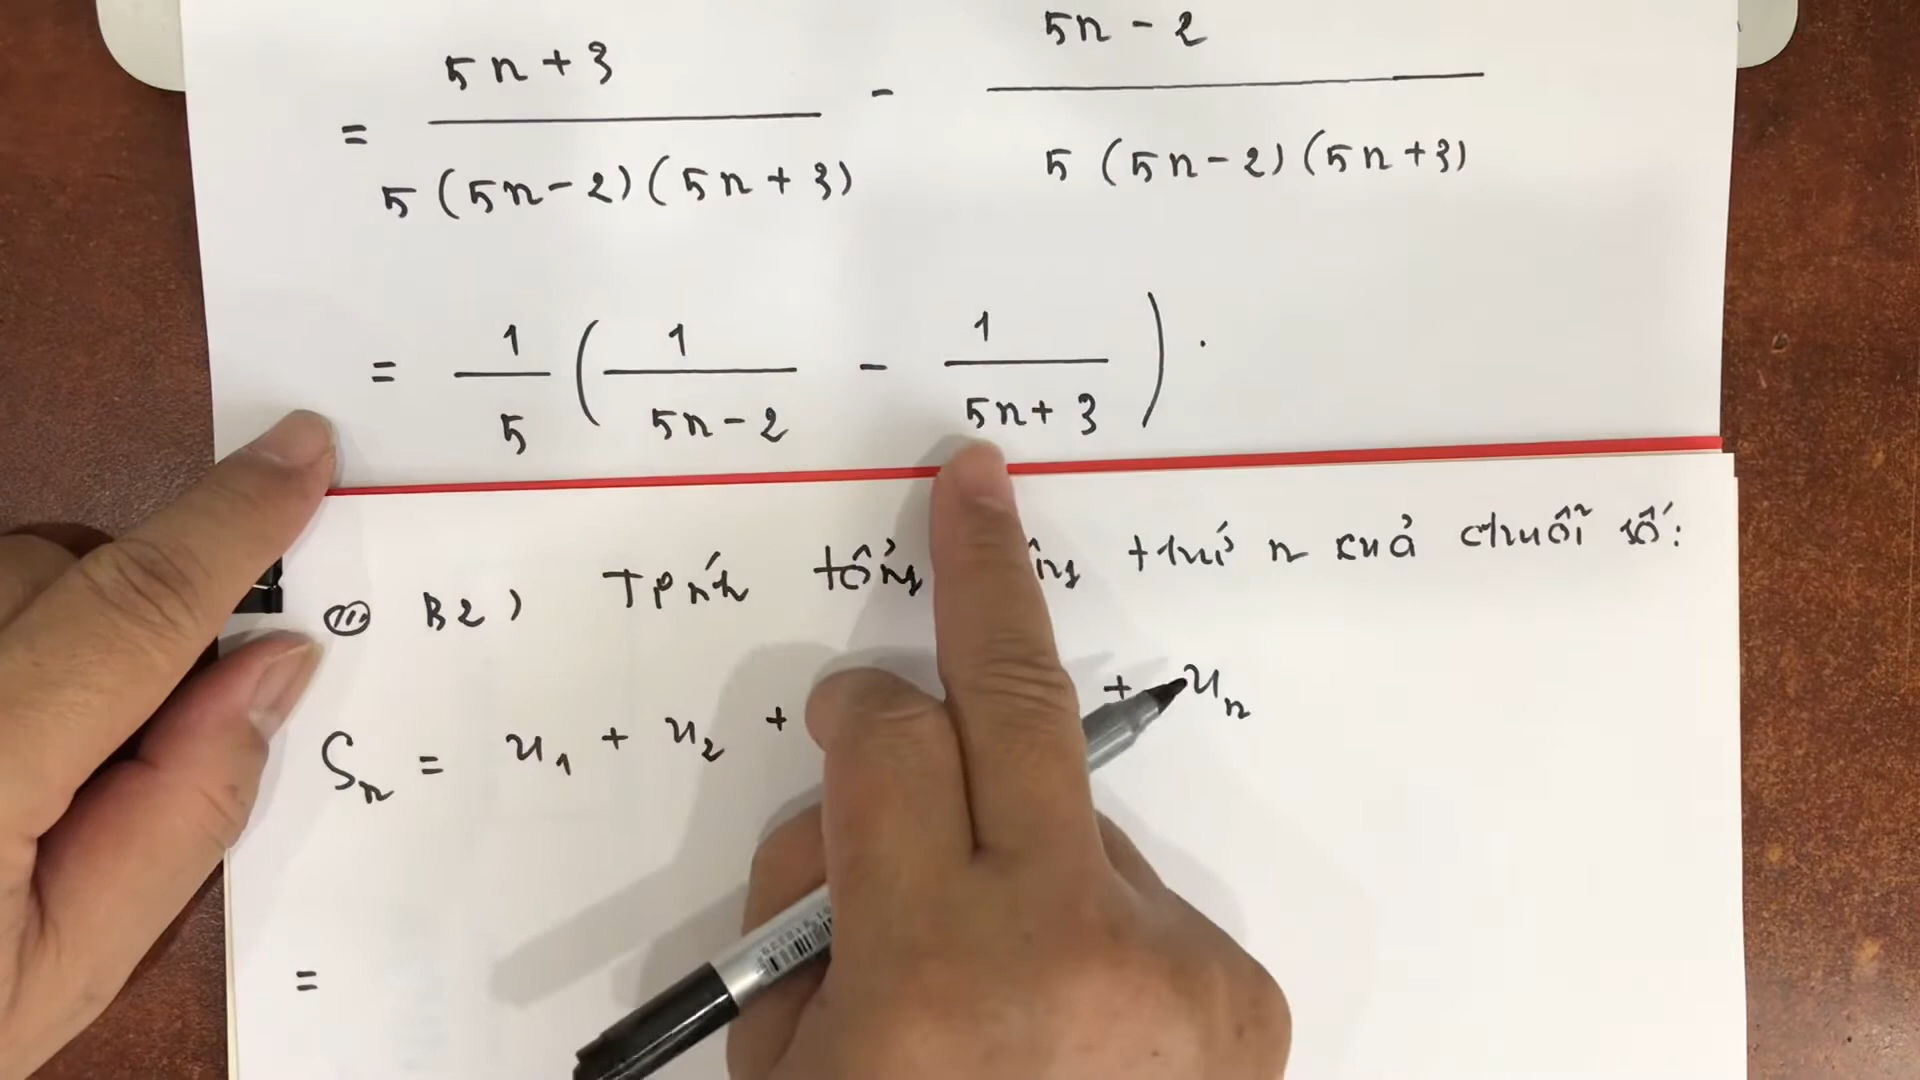 5n + 3 / 5(5n - 2)(5n + 3) - 5n - 2 / 5(5n - 2)(5n + 3)
= 1/5 ( 1/5n - 2 - 1/5n + 3 ) .
B2) Tính tổng thứ n của chuỗi số:
Sn = u1 + u2 + + un
=